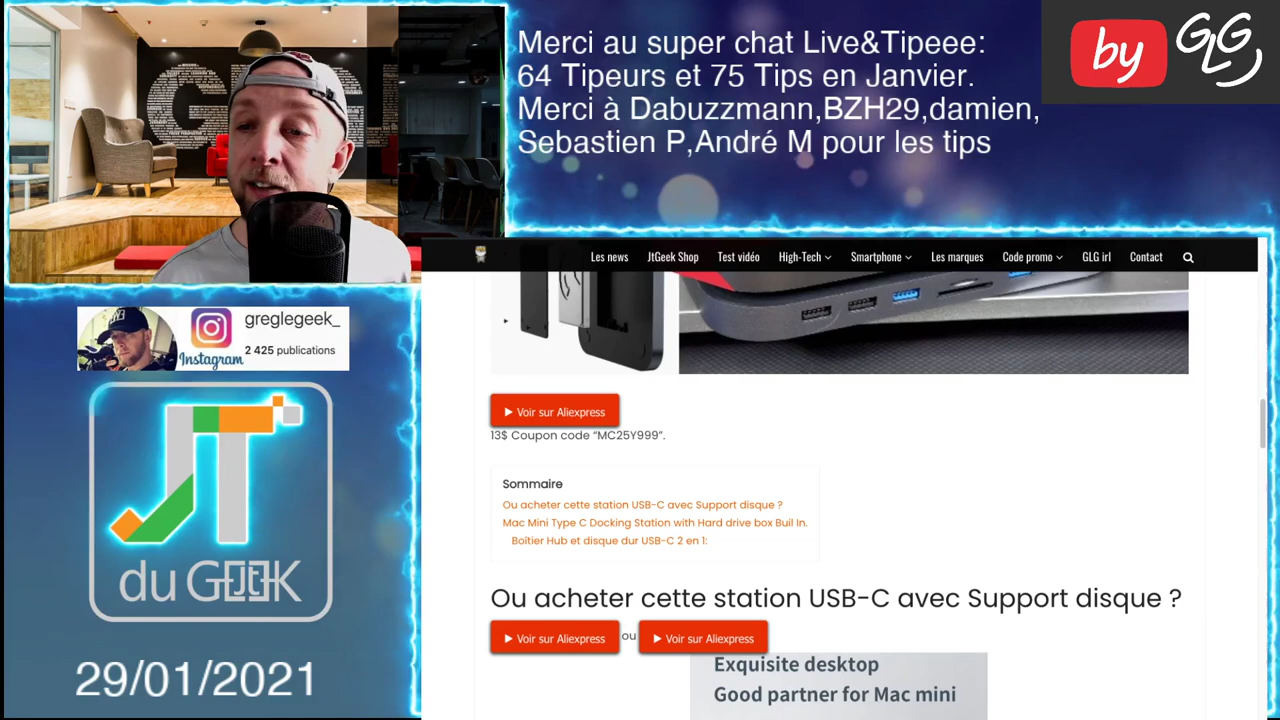 Merci au super chat Live&Tipeee:
64 Tipeurs et 75 Tips en Janvier.
Merci à Dabuzzmann,BZH29,damien,
Sebastien P,André M pour les tips
by GLG
Les news JtGeek Shop Test vidéo High-Tech Smartphone Les marques Code promo GLG irl Contact
greglegeek_
2 425 publications
Instagram
JT
du GEEK
29/01/2021
Voir sur Aliexpress
13$ Coupon code “MC25Y999”.
Sommaire
Ou acheter cette station USB-C avec Support disque ?
Mac Mini Type C Docking Station with Hard drive box Buil In.
Boîtier Hub et disque dur USB-C 2 en 1:
Ou acheter cette station USB-C avec Support disque ?
Voir sur Aliexpress ou Voir sur Aliexpress
Exquisite desktop
Good partner for Mac mini